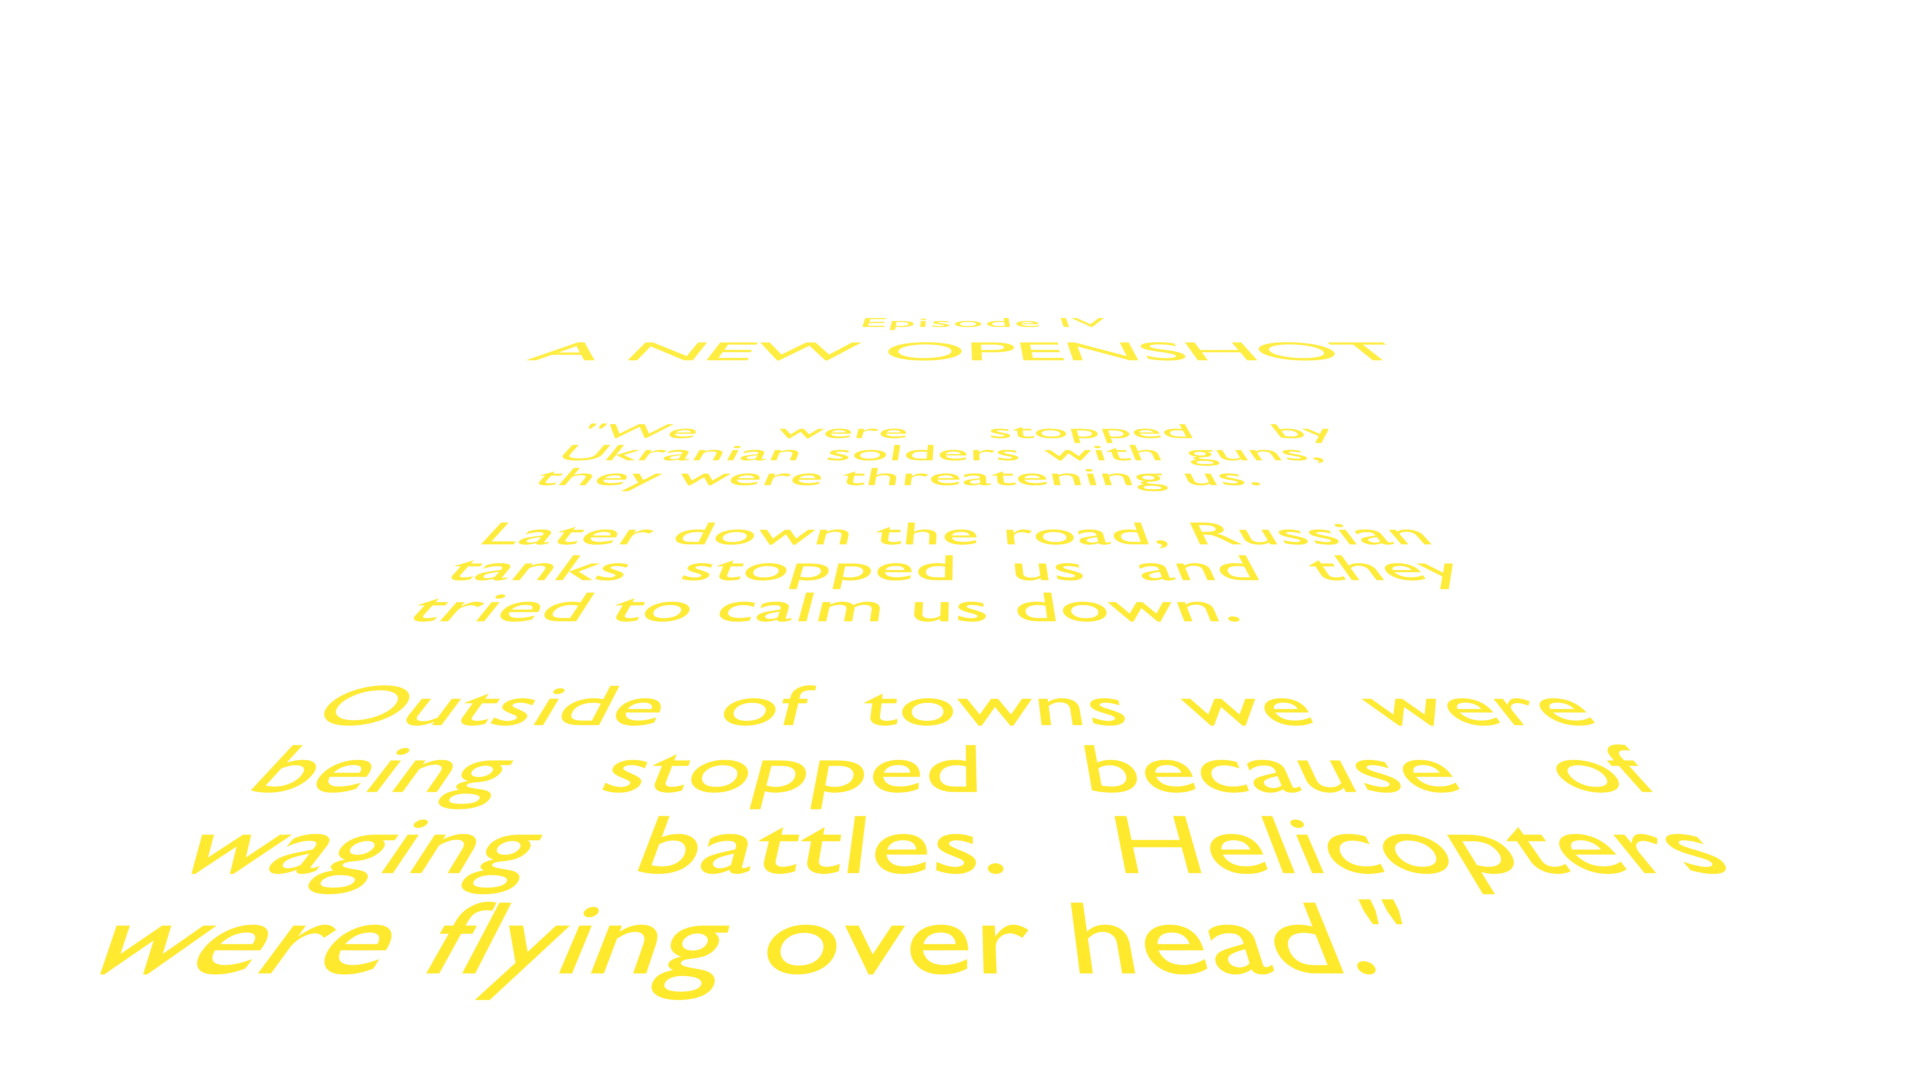 Episode IV
A NEW OPENSHOT
"We were stopped by
Ukranian solders with guns,
they were threatening us.
Later down the road, Russian
tanks stopped us and they
tried to calm us down.
Outside of towns we were
being stopped because of
waging battles. Helicopters
were flying over head."